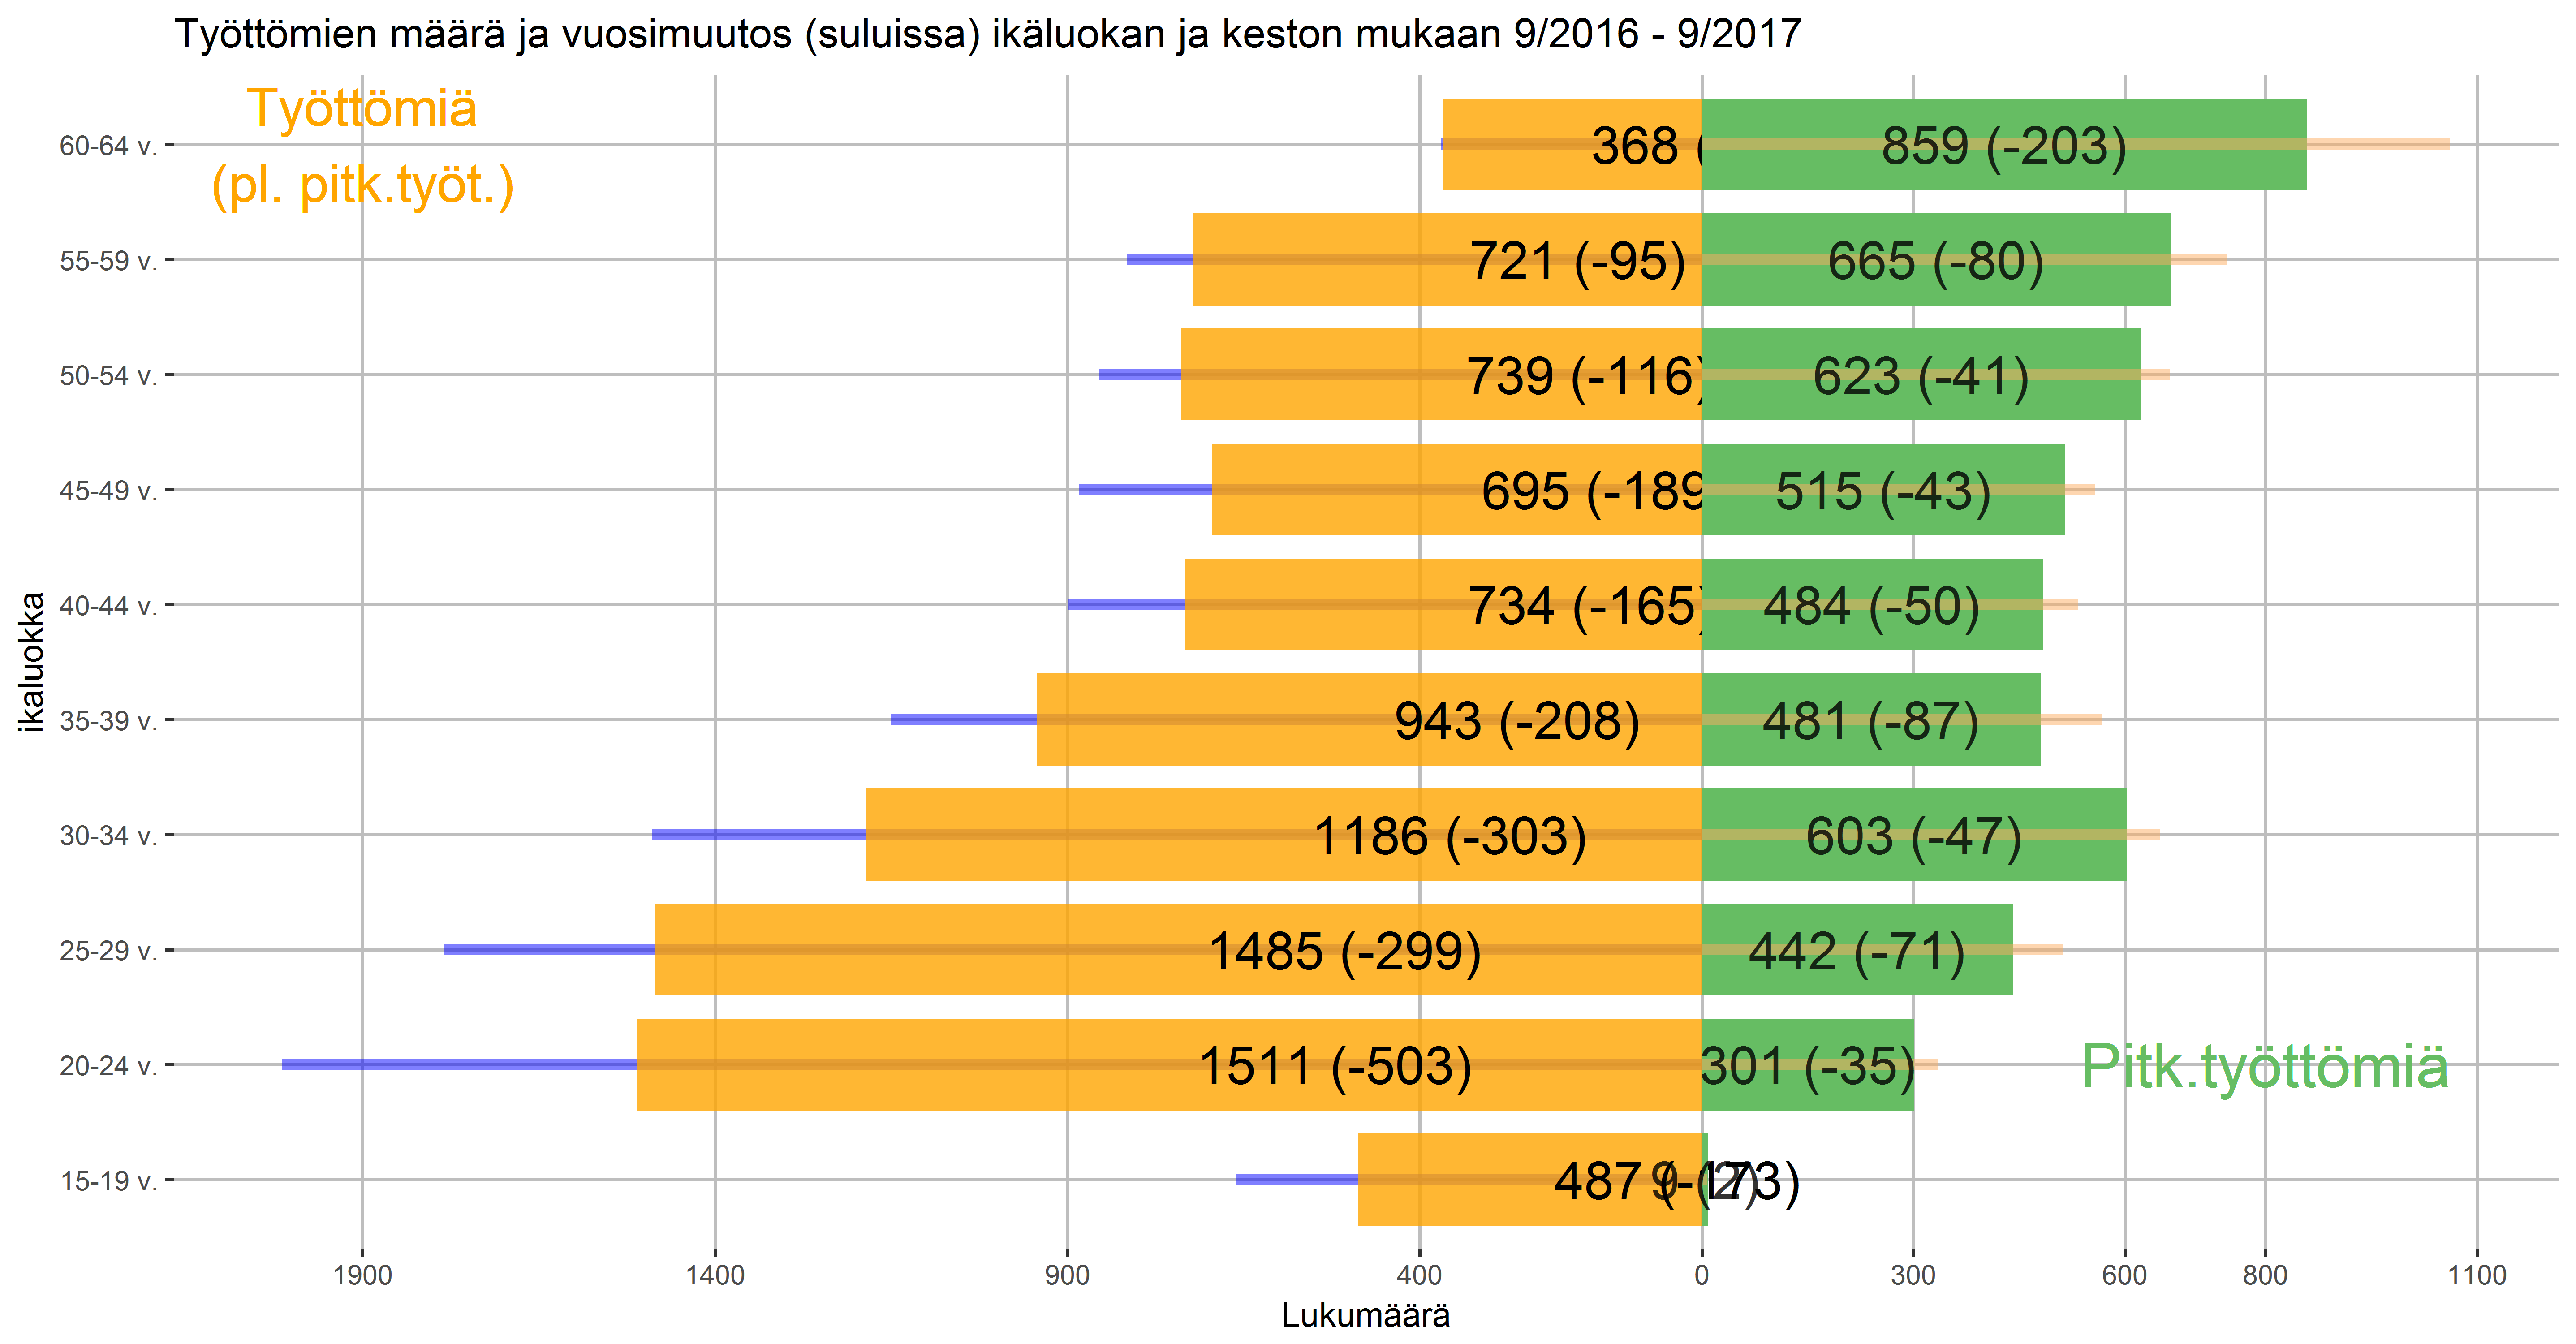 Työttömien määrä ja vuosimuutos (suluissa) ikäluokan ja keston mukaan 9/2016 - 9/2017
Työttömiä
(pl. pitk.työt.)
60-64 v.
368 (
859 (-203)
55-59 v.
721 (-95)
665 (-80)
50-54 v.
739 (-116)
623 (-41)
45-49 v.
695 (-189
515 (-43)
40-44 v.
734 (-165)
484 (-50)
35-39 v.
943 (-208)
481 (-87)
30-34 v.
1186 (-303)
603 (-47)
25-29 v.
1485 (-299)
442 (-71)
20-24 v.
1511 (-503)
301 (-35)
Pitk.työttömiä
15-19 v.
487 (-173)
ikaluokka
1900
1400
900
400
0
300
600
800
1100
Lukumäärä